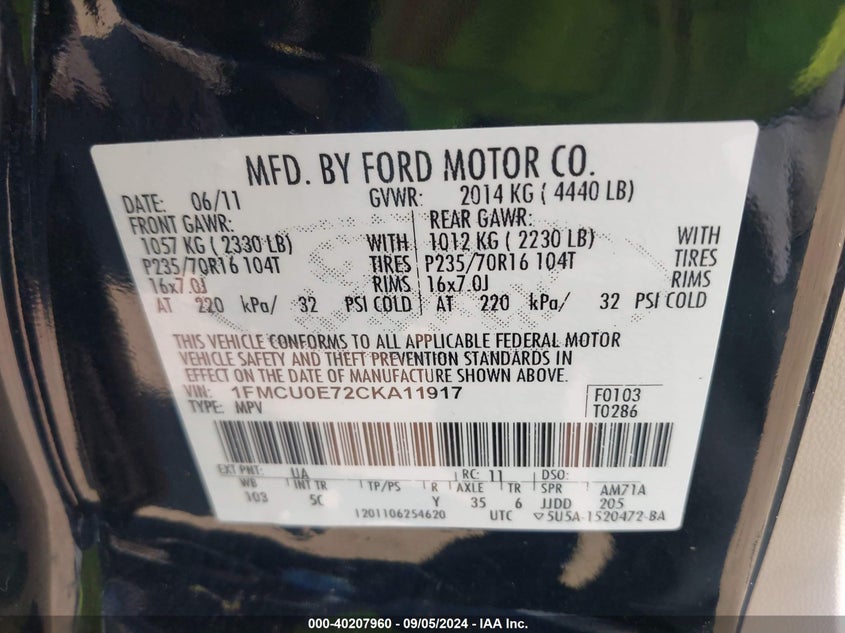 MFD. BY FORD MOTOR CO.
DATE: 06/11 GVWR: 2014 KG ( 4440 LB)
FRONT GAWR: REAR GAWR:
1057 KG ( 2330 LB) WITH 1012 KG ( 2230 LB) WITH
P235/70R16 104T TIRES P235/70R16 104T TIRES
16x7.0J RIMS 16x7.0J RIMS
AT 220 kPa/ 32 PSI COLD AT 220 kPa/ 32 PSI COLD
THIS VEHICLE CONFORMS TO ALL APPLICABLE FEDERAL MOTOR
VEHICLE SAFETY AND THEFT PREVENTION STANDARDS IN
EFFECT ON THE DATE OF MANUFACTURE SHOWN ABOVE.
VIN: 1FMCU0E72CKA11917 F0103
TYPE: MPV T0286
EXT PNT: UA RC: 11 DSO:
WB INT TR TP/PS R AXLE TR SPR AM71A
103 5C Y 35 6 JJDD 205
1201106254620 UTC ▽5U5A-1520472-BA
000-40207960 - 09/05/2024 - IAA Inc.